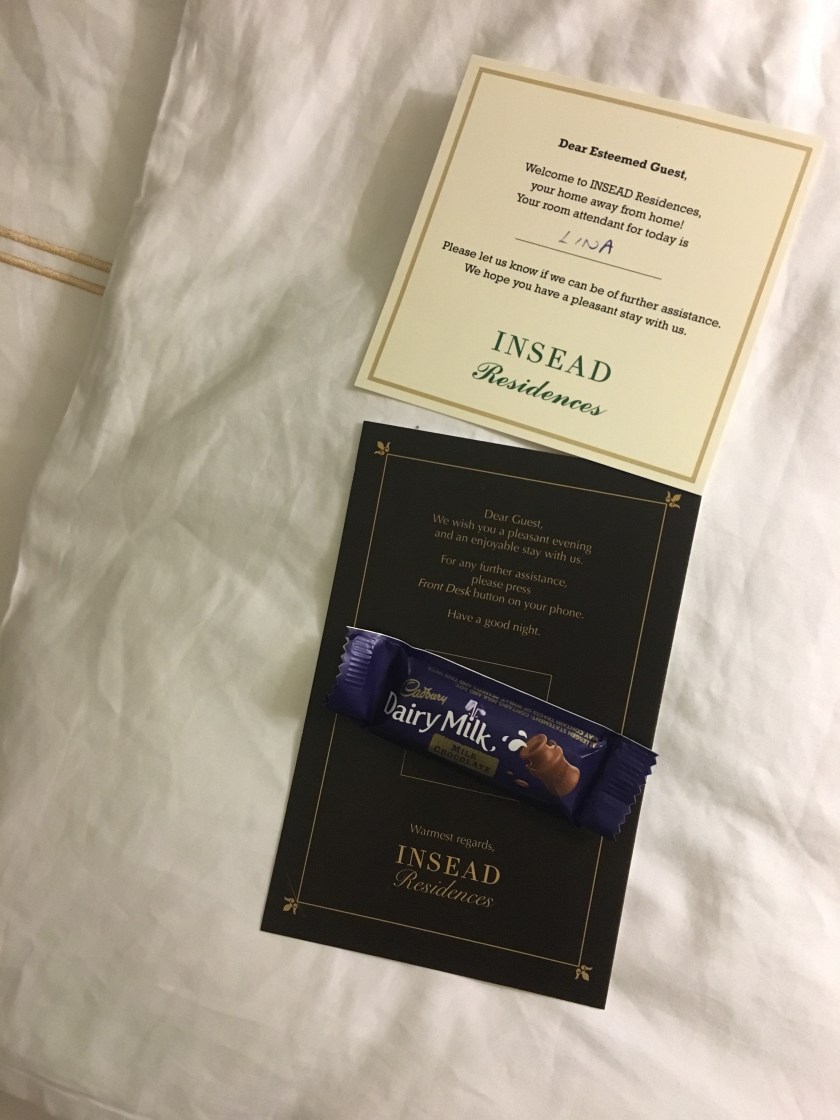 Dear Esteemed Guest,
Welcome to INSEAD Residences,
your home away from home!
Your room attendant for today is
LINA
Please let us know if we can be of further assistance.
We hope you have a pleasant stay with us.
INSEAD
Residences
Dear Guest,
We wish you a pleasant evening
and an enjoyable stay with us.
For any further assistance,
please press
Front Desk button on your phone.
Have a good night.
Cadbury
Dairy Milk
MILK
CHOCOLATE
Warmest regards,
INSEAD
Residences